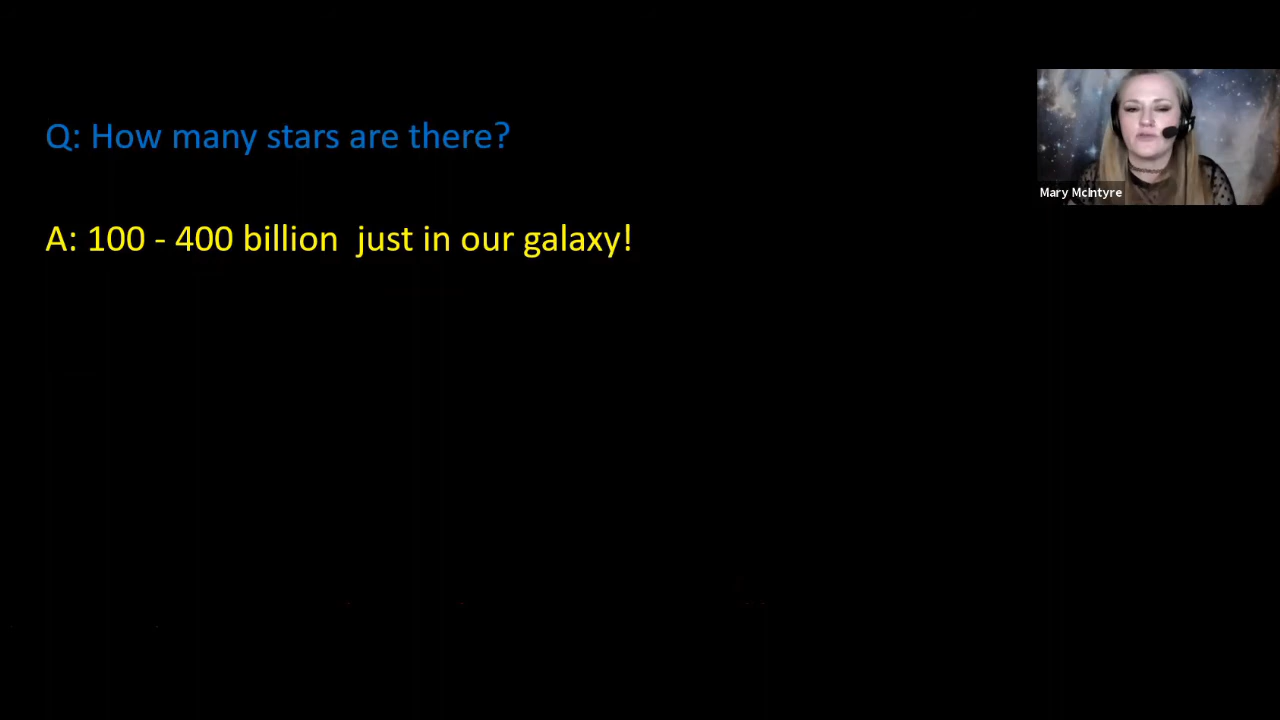 Q: How many stars are there?
Mary McIntyre
A: 100 - 400 billion  just in our galaxy!